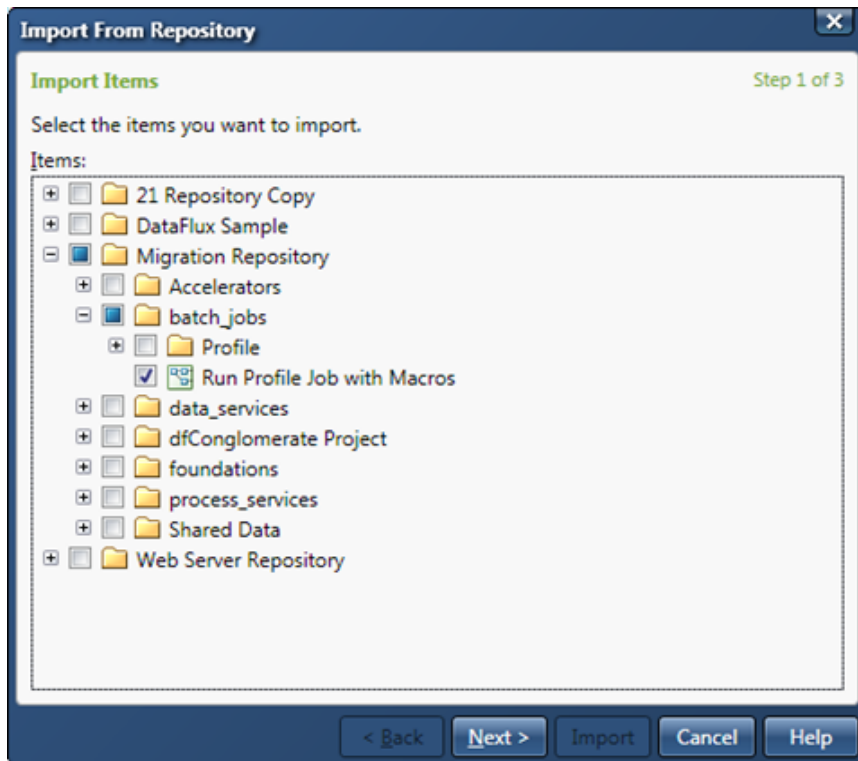 Import From Repository
Import Items
Step 1 of 3
Select the items you want to import.
Items:
21 Repository Copy
DataFlux Sample
Migration Repository
Accelerators
batch_jobs
Profile
Run Profile Job with Macros
data_services
dfConglomerate Project
foundations
process_services
Shared Data
Web Server Repository
< Back Next > Import Cancel Help